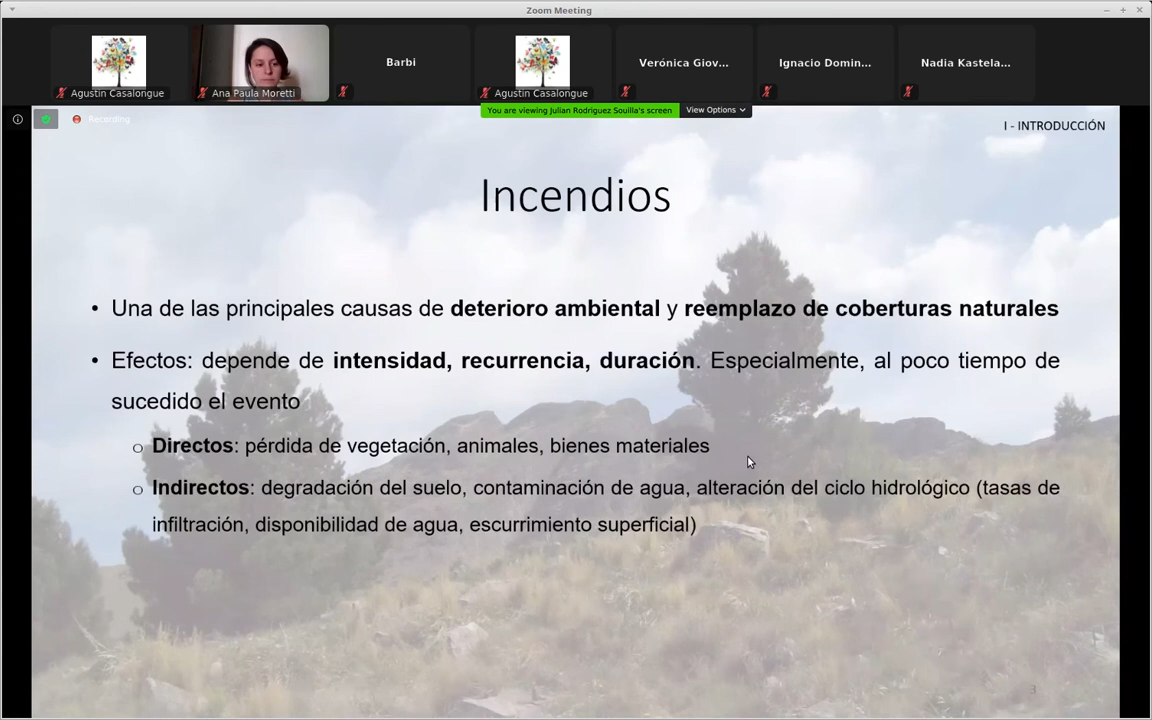 Zoom Meeting
Agustin Casalongue
Ana Paula Moretti
Barbi
Agustin Casalongue
Verónica Giov...
Ignacio Domin...
Nadia Kastela...
You are viewing Julian Rodriguez Souilla's screen
View Options
Recording
I - INTRODUCCIÓN
Incendios
• Una de las principales causas de deterioro ambiental y reemplazo de coberturas naturales
• Efectos: depende de intensidad, recurrencia, duración. Especialmente, al poco tiempo de
sucedido el evento
o Directos: pérdida de vegetación, animales, bienes materiales
o Indirectos: degradación del suelo, contaminación de agua, alteración del ciclo hidrológico (tasas de
infiltración, disponibilidad de agua, escurrimiento superficial)
3